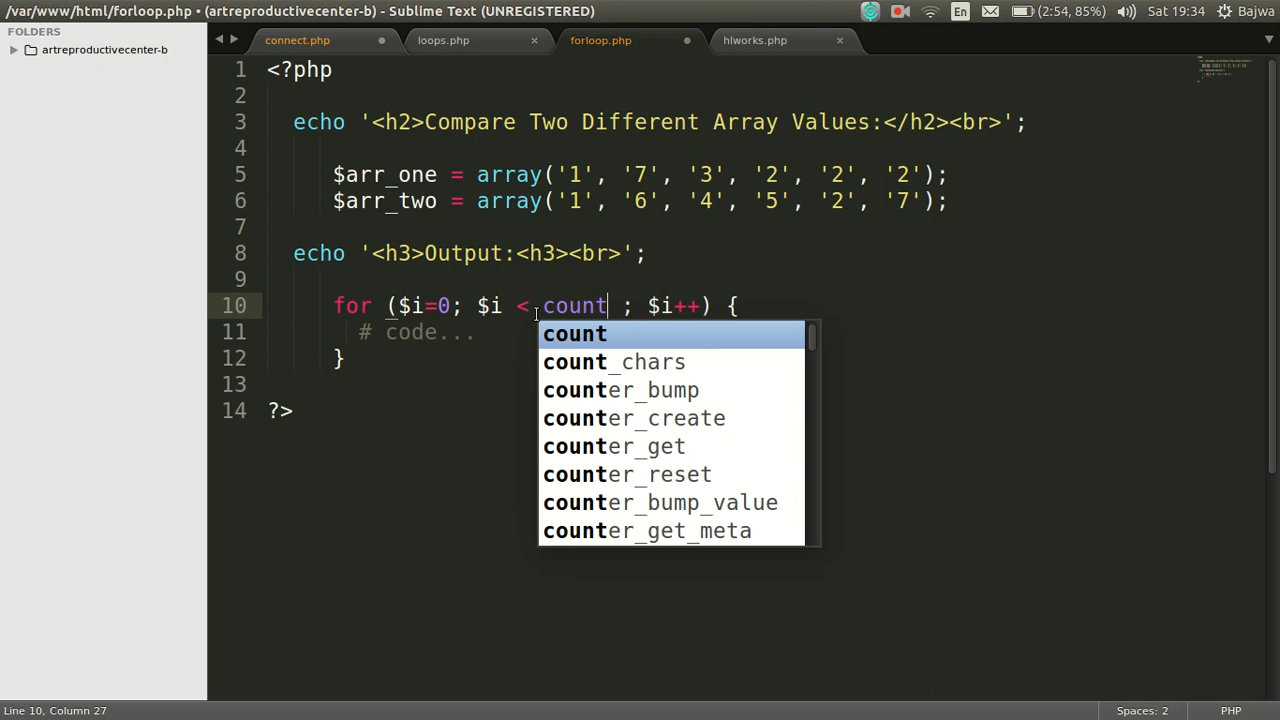 /var/www/html/forloop.php • (artreproductivecenter-b) - Sublime Text (UNREGISTERED) En (2:54, 85%) Sat 19:34 Bajwa
FOLDERS
artreproductivecenter-b
connect.php loops.php × forloop.php hlworks.php ×
1 <?php
2
3 echo '<h2>Compare Two Different Array Values:</h2><br>';
4
5 $arr_one = array('1', '7', '3', '2', '2', '2');
6 $arr_two = array('1', '6', '4', '5', '2', '7');
7
8 echo '<h3>Output:<h3><br>';
9
10 for ($i=0; $i < count ; $i++) {
11 # code...
12 }
13
14 ?>
count
count_chars
counter_bump
counter_create
counter_get
counter_reset
counter_bump_value
counter_get_meta
Line 10, Column 27 Spaces: 2 PHP